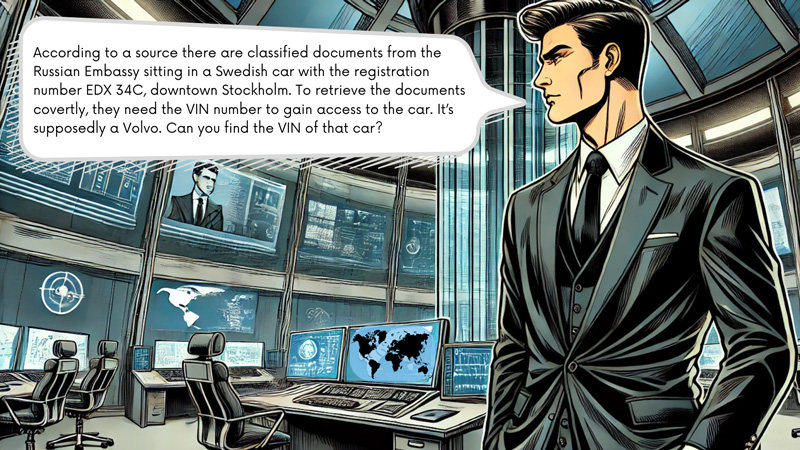 According to a source there are classified documents from the
Russian Embassy sitting in a Swedish car with the registration
number EDX 34C, downtown Stockholm. To retrieve the documents
covertly, they need the VIN number to gain access to the car. It’s
supposedly a Volvo. Can you find the VIN of that car?